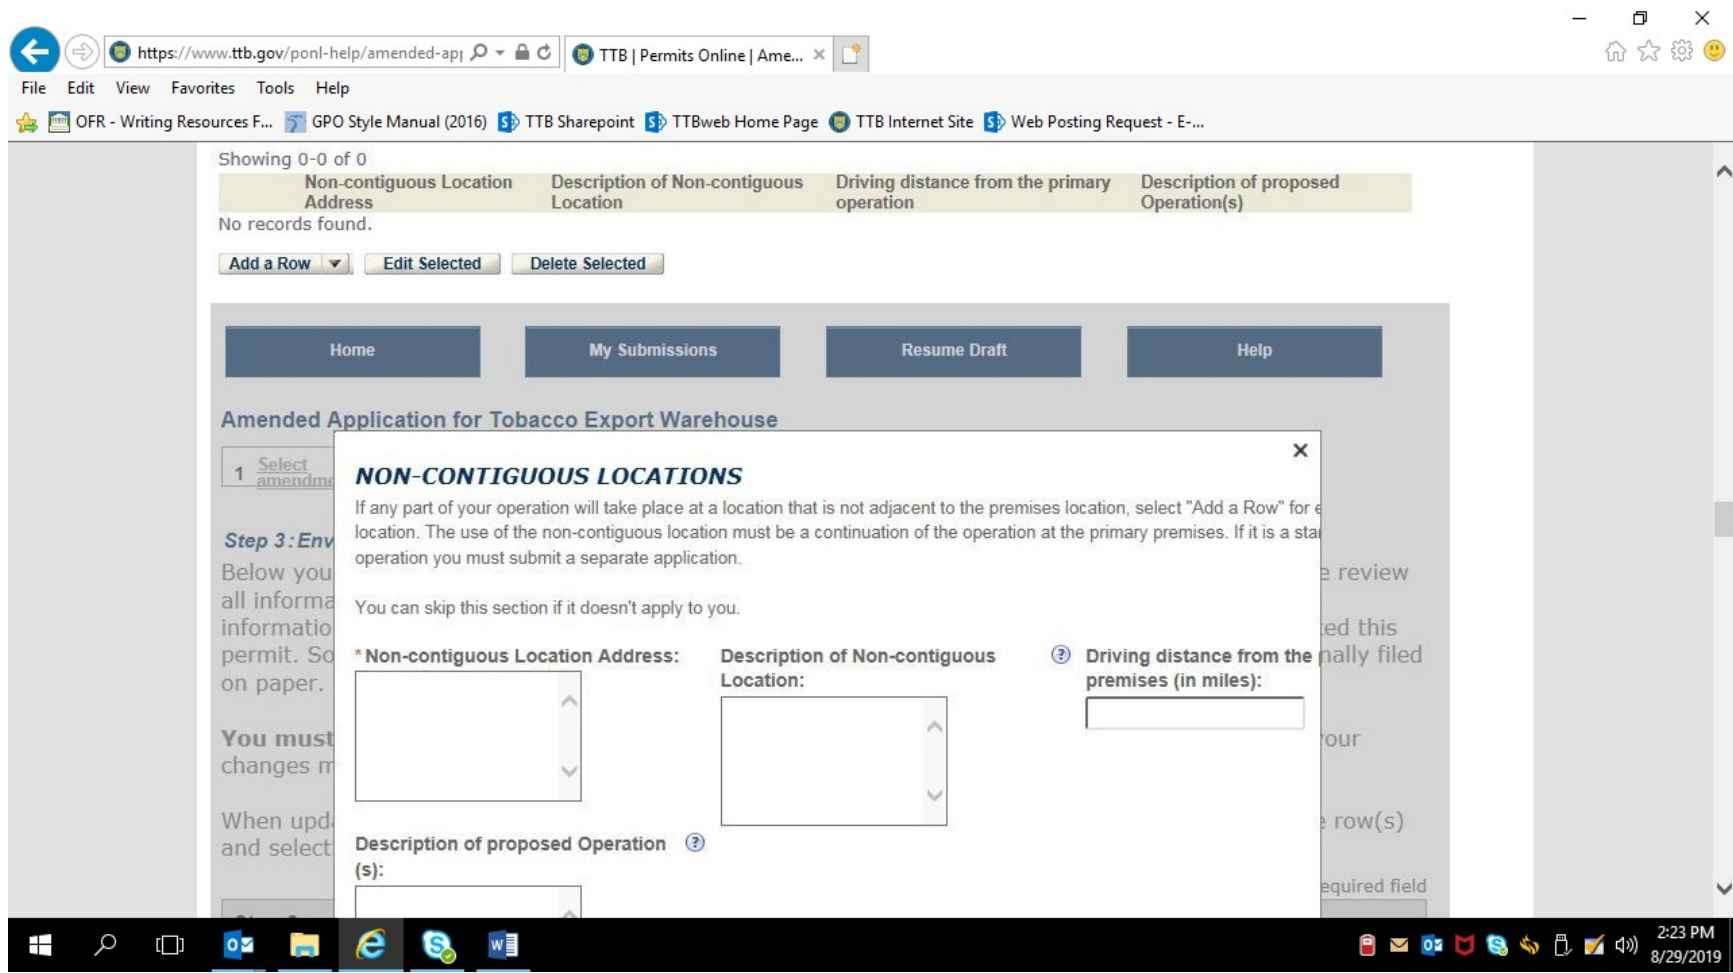 https://www.ttb.gov/ponl-help/amended-ap
TTB | Permits Online | Ame...
File Edit View Favorites Tools Help
OFR - Writing Resources F... GPO Style Manual (2016) TTB Sharepoint TTBweb Home Page TTB Internet Site Web Posting Request - E-...
Showing 0-0 of 0
Non-contiguous Location Address
Description of Non-contiguous Location
Driving distance from the primary operation
Description of proposed Operation(s)
No records found.
Add a Row Edit Selected Delete Selected
Home My Submissions Resume Draft Help
Amended Application for Tobacco Export Warehouse
1 Select
amendme
NON-CONTIGUOUS LOCATIONS
If any part of your operation will take place at a location that is not adjacent to the premises location, select "Add a Row" for e
location. The use of the non-contiguous location must be a continuation of the operation at the primary premises. If it is a sta
operation you must submit a separate application.
You can skip this section if it doesn't apply to you.
*Non-contiguous Location Address:
Description of Non-contiguous
Location:
Driving distance from the
premises (in miles):
Description of proposed Operation
(s):
Step 3: Env
Below you
e review
all informa
informatio
ted this
permit. So
nally filed
on paper.
You must
your
changes m
When upd
e row(s)
and select
equired field
2:23 PM
8/29/2019